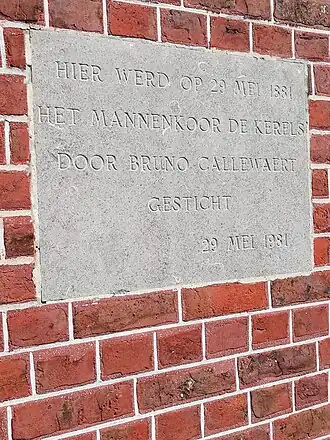 HIER WERD OP 29 MEI 1881
HET MANNENKOOR DE KERELS
DOOR BRUNO CALLEWAERT
GESTICHT
29 MEI 1981